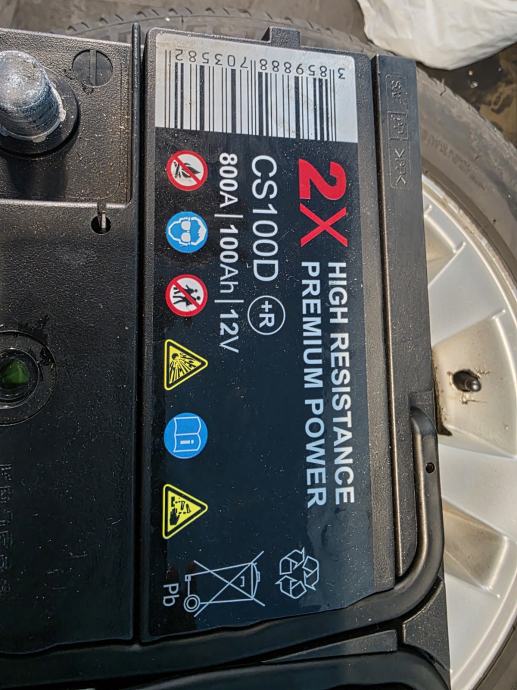 3859888703582
2X HIGH RESISTANCE
PREMIUM POWER
CS100D +R
800A | 100Ah | 12V
Pb